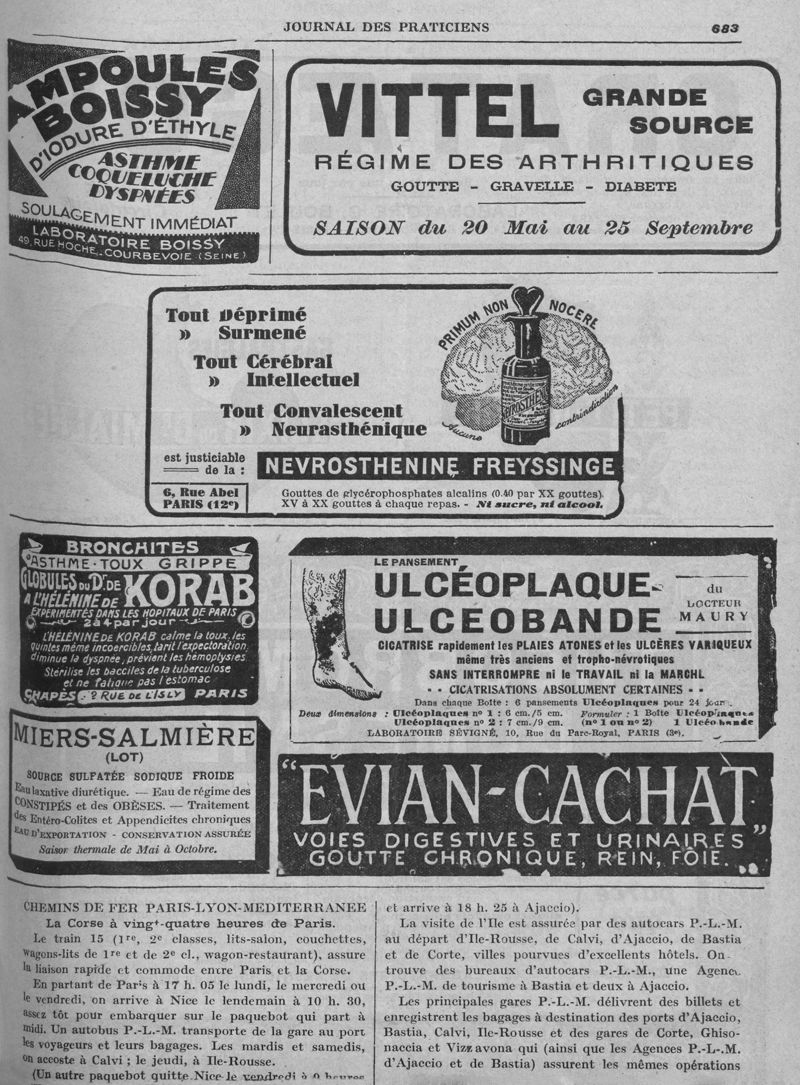 JOURNAL DES PRATICIENS
683
AMPOULES
BOISSY
D'IODURE D'ÉTHYLE
ASTHME
COQUELUCHE
DYSPNÉES
SOULAGEMENT IMMÉDIAT
LABORATOIRE BOISSY
49, RUE HOCHE, COURBEVOIE (SEINE)
VITTEL GRANDE
SOURCE
RÉGIME DES ARTHRITIQUES
GOUTTE - GRAVELLE - DIABETE
SAISON du 20 Mai au 25 Septembre
Tout Déprimé
» Surmené
Tout Cérébral
» Intellectuel
Tout Convalescent
» Neurasthénique
PRIMUM NON NOCERE
Aucune contrindication
est justiciable
de la :
NEVROSTHENINE FREYSSINGE
6, Rue Abel
PARIS (12e)
Gouttes de glycérophosphates alcalins (0.40 par XX gouttes).
XV à XX gouttes à chaque repas. - Ni sucre, ni alcool.
BRONCHITES
ASTHME·TOUX GRIPPE
GLOBULES DU Dr. DE
A L'HÉLÉNINE DE KORAB
EXPÉRIMENTÉS DANS LES HOPITAUX DE PARIS
2 à 4 par jour
L'HÉLÉNINE DE KORAB calme la toux, les
quintes même incoercibles, tarit l'expectoration,
diminue la dyspnée, prévient les hémoptysies
Stérilise les bacilles de la tuberculose
et ne fatigue pas l'estomac
CHAPÈS . RUE DE L'ISLY PARIS
LE PANSEMENT
ULCÉOPLAQUE-
ULCEOBANDE
du
LOCTEUR
MAURY
CICATRISE rapidement les PLAIES ATONES et les ULCÈRES VARIQUEUX
même très anciens et tropho-névrotiques
SANS INTERROMPRE ni le TRAVAIL ni la MARCHL
- - CICATRISATIONS ABSOLUMENT CERTAINES - -
Dans chaque Boîte : 6 pansements Ulcéoplaques pour 24 jour .
Deux dimensions : Ulcéoplaques no 1 : 6 cm./5 cm. Formuler : 1 Boîte Ulcéoplaques
Ulcéoplaques no 2 : 7 cm./9 cm. (no 1 ou no 2) 1 Ulcéobande
LABORATOIRE SÉVIGNÉ, 10, Rue du Parc-Royal, PARIS (3e).
MIERS-SALMIÈRE
(LOT)
SOURCE SULFATÉE SODIQUE FROIDE
Eau laxative diurétique. — Eau de régime des
CONSTIPÉS et des OBÈSES. — Traitement
des Entéro-Colites et Appendicites chroniques
EAU D'EXPORTATION - CONSERVATION ASSURÉE
Saison thermale de Mai à Octobre.
"EVIAN-CACHAT"
VOIES DIGESTIVES ET URINAIRES
GOUTTE CHRONIQUE, REIN, FOIE.
CHEMINS DE FER PARIS-LYON-MEDITERRANEE
La Corse à vingt-quatre heures de Paris.
Le train 15 (1re, 2e classes, lits-salon, couchettes,
wagons-lits de 1re et de 2e cl., wagon-restaurant), assure
la liaison rapide et commode entre Paris et la Corse.
En partant de Paris à 17 h. 05 le lundi, le mercredi ou
le vendredi, on arrive à Nice le lendemain à 10 h. 30,
assez tôt pour embarquer sur le paquebot qui part à
midi. Un autobus P.-L.-M. transporte de la gare au port
les voyageurs et leurs bagages. Les mardis et samedis,
on accoste à Calvi ; le jeudi, à Ile-Rousse.
(Un autre paquebot quitte Nice le vendredi à 9 heures
et arrive à 18 h. 25 à Ajaccio).
La visite de l'Ile est assurée par des autocars P.-L.-M.
au départ d'Ile-Rousse, de Calvi, d'Ajaccio, de Bastia
et de Corte, villes pourvues d'excellents hôtels. On
trouve des bureaux d'autocars P.-L.-M., une Agence
P.-L.-M. de tourisme à Bastia et deux à Ajaccio.
Les principales gares P.-L.-M. délivrent des billets et
enregistrent les bagages à destination des ports d'Ajaccio,
Bastia, Calvi, Ile-Rousse et des gares de Corte, Ghiso-
naccia et Vizzavona qui (ainsi que les Agences P.-L.-M.
d'Ajaccio et de Bastia) assurent les mêmes opérations